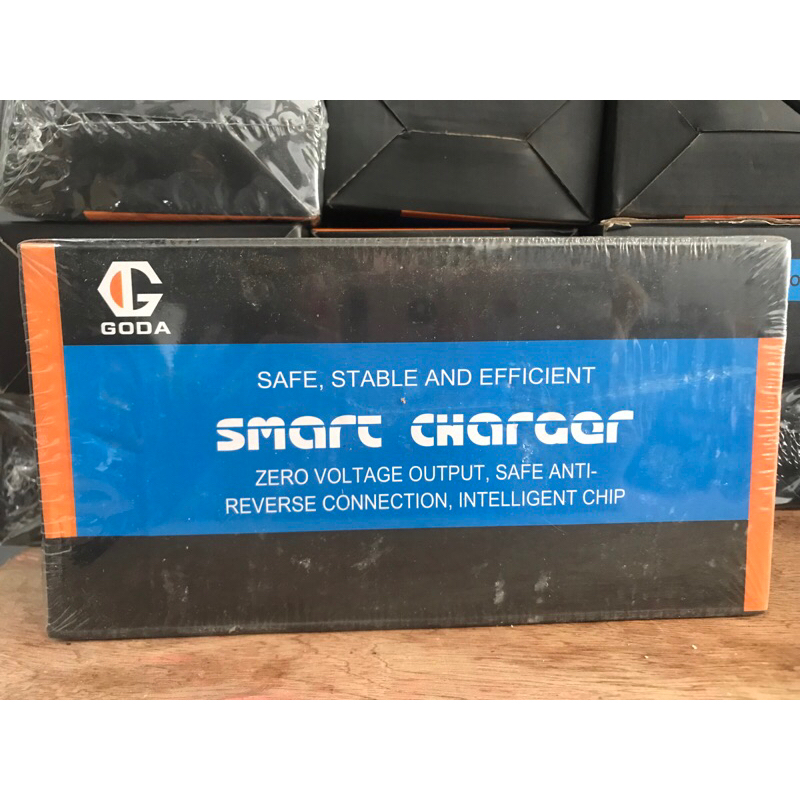 GODA
SAFE, STABLE AND EFFICIENT
SMART CHARGER
ZERO VOLTAGE OUTPUT, SAFE ANTI-
REVERSE CONNECTION, INTELLIGENT CHIP